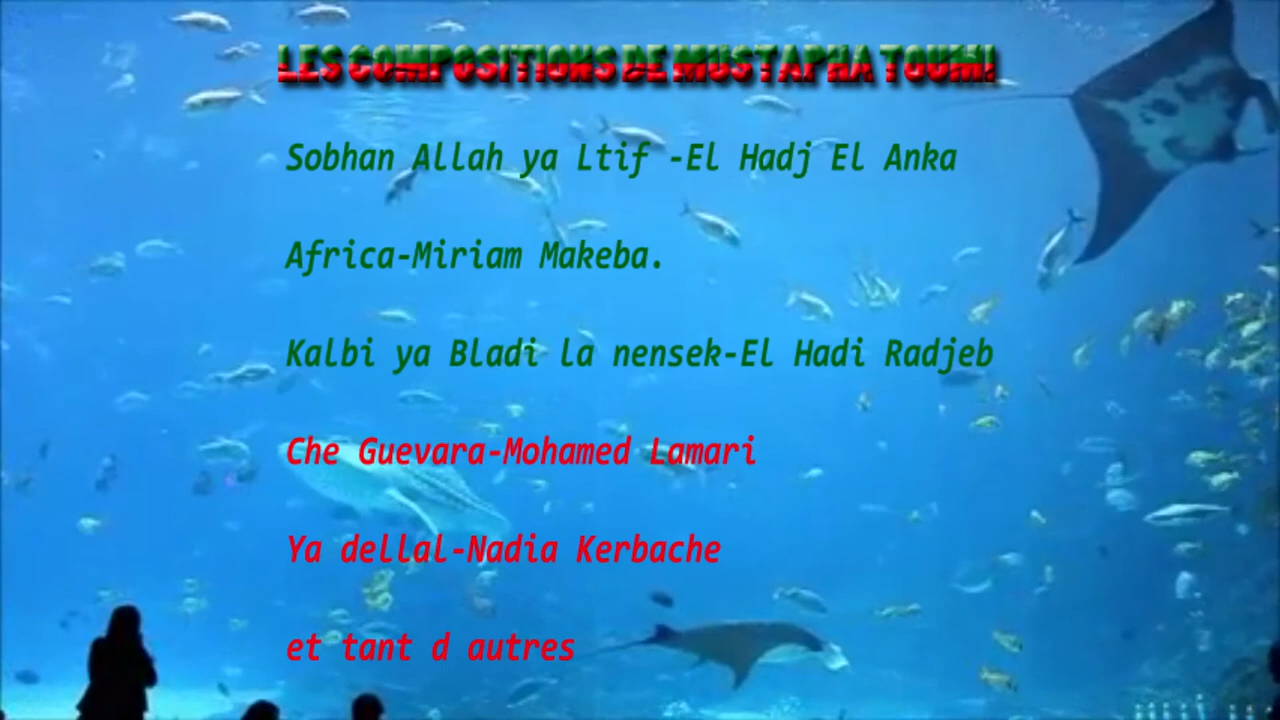 LES COMPOSITIONS DE MUSTAPHA TOUMI
Sobhan Allah ya Ltif -El Hadj El Anka
Africa-Miriam Makeba.
Kalbi ya Bladi la nensek-El Hadi Radjeb
Che Guevara-Mohamed Lamari
Ya dellal-Nadia Kerbache
et tant d autres